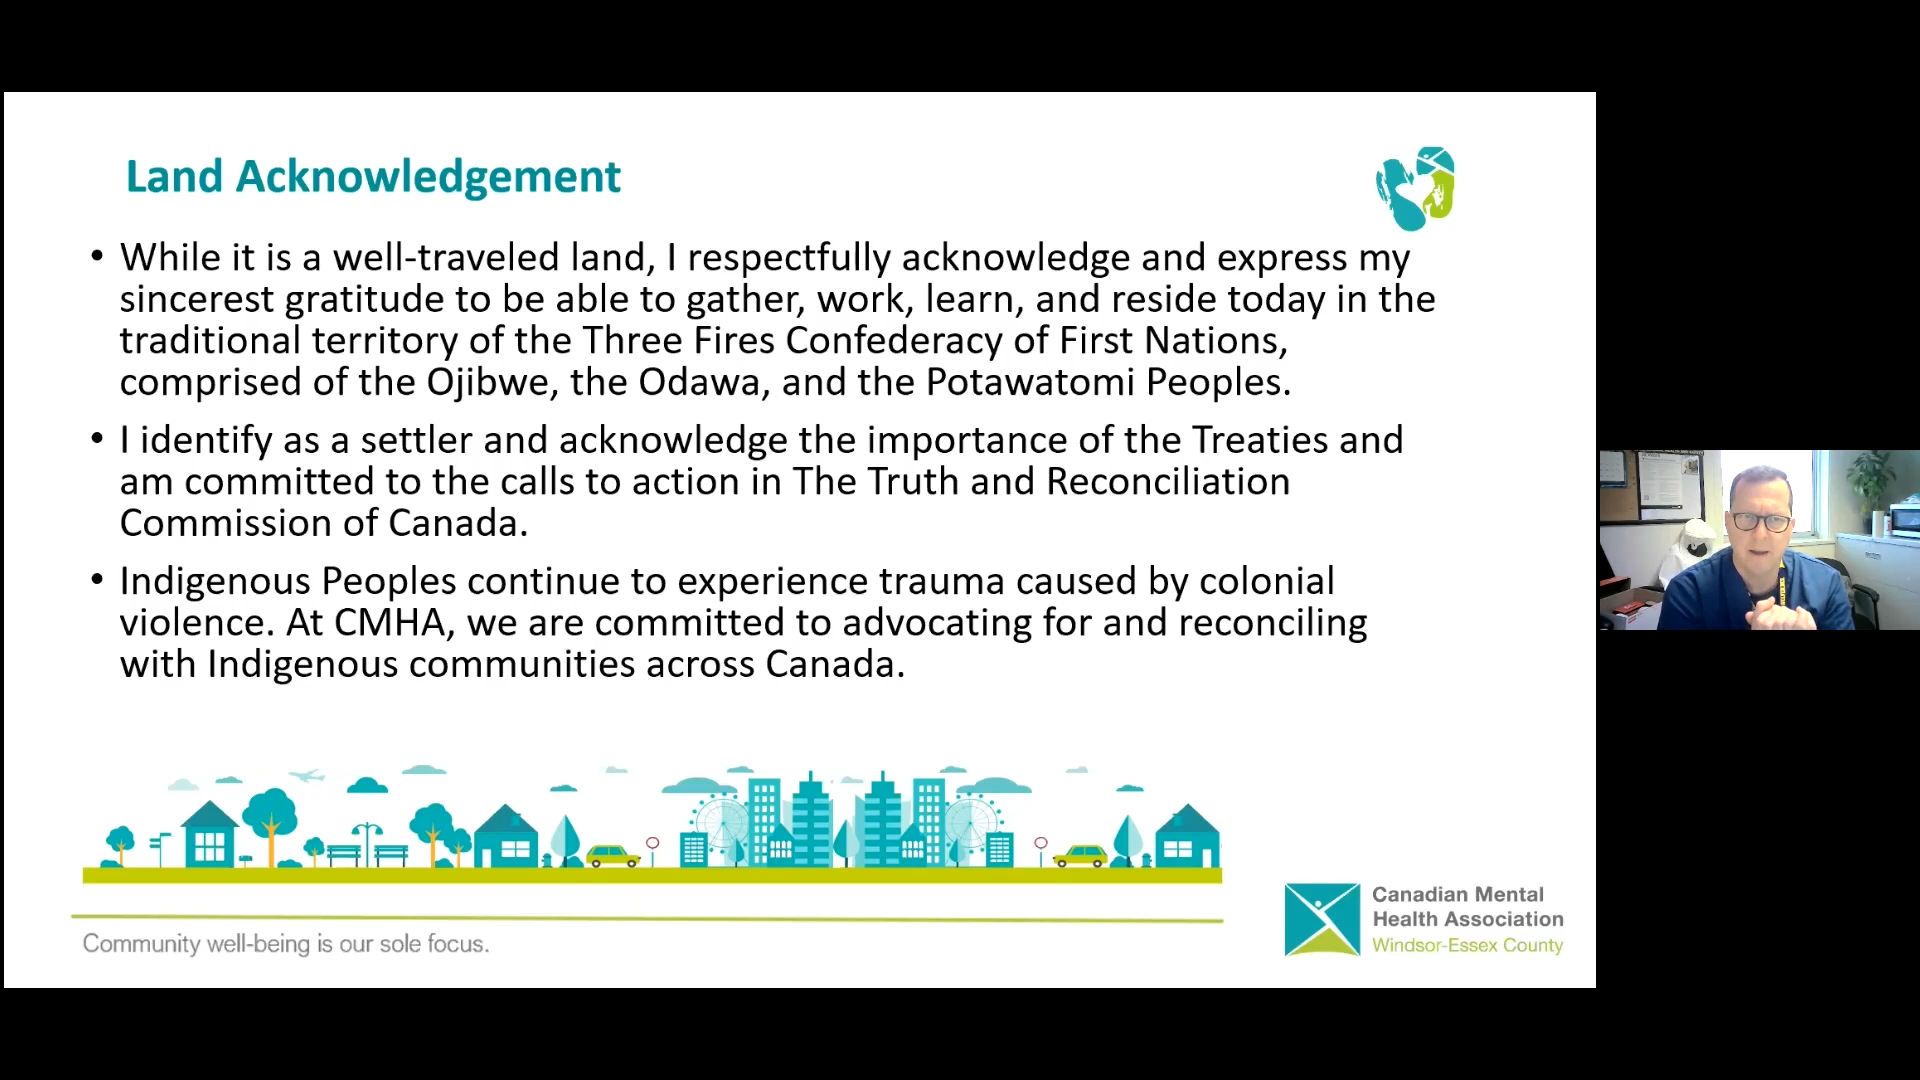 Land Acknowledgement
• While it is a well-traveled land, I respectfully acknowledge and express my
sincerest gratitude to be able to gather, work, learn, and reside today in the
traditional territory of the Three Fires Confederacy of First Nations,
comprised of the Ojibwe, the Odawa, and the Potawatomi Peoples.
• I identify as a settler and acknowledge the importance of the Treaties and
am committed to the calls to action in The Truth and Reconciliation
Commission of Canada.
• Indigenous Peoples continue to experience trauma caused by colonial
violence. At CMHA, we are committed to advocating for and reconciling
with Indigenous communities across Canada.
Community well-being is our sole focus.
Canadian Mental
Health Association
Windsor-Essex County